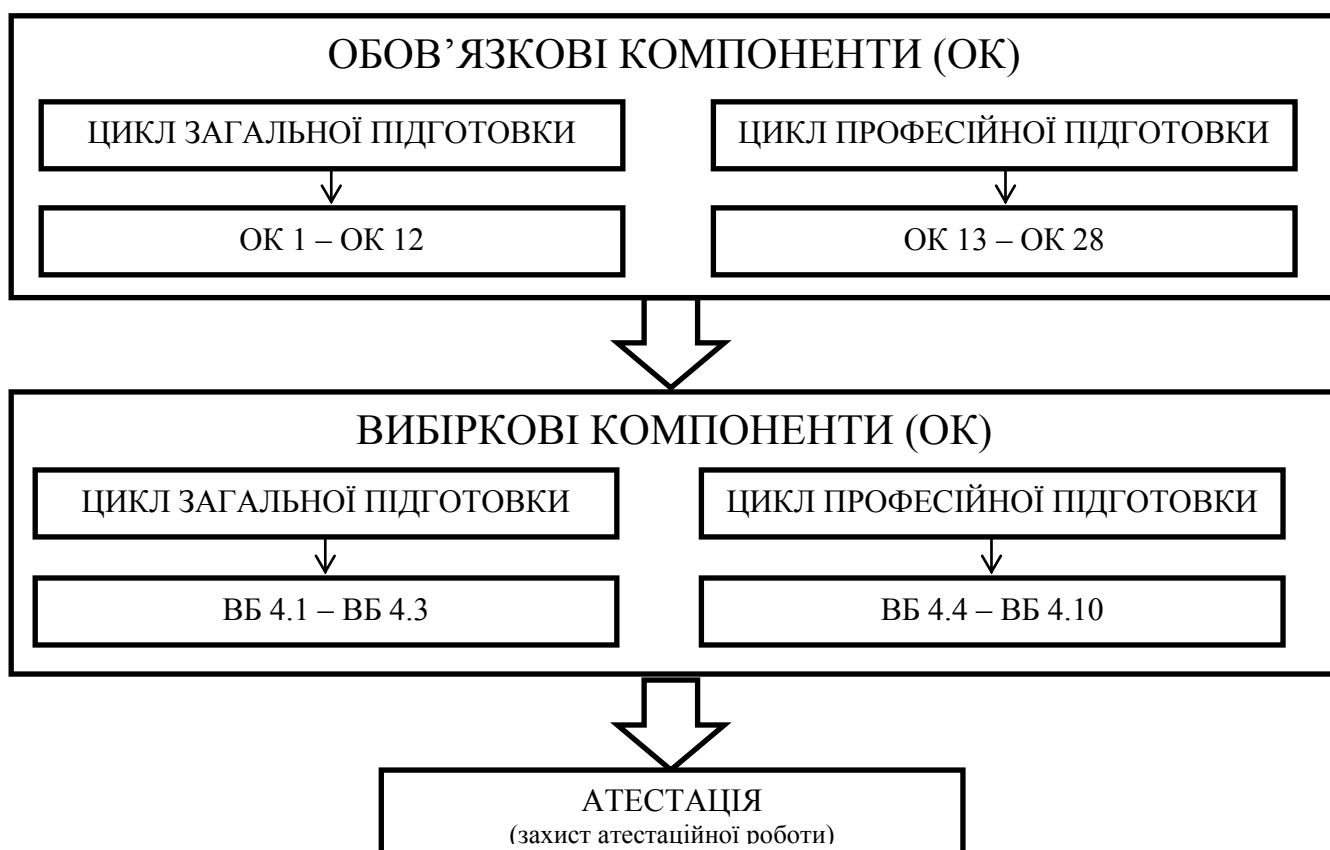 ОБОВ’ЯЗКОВІ КОМПОНЕНТИ (ОК)
ЦИКЛ ЗАГАЛЬНОЇ ПІДГОТОВКИ
ЦИКЛ ПРОФЕСІЙНОЇ ПІДГОТОВКИ
ОК 1 – ОК 12
ОК 13 – ОК 28
ВИБІРКОВІ КОМПОНЕНТИ (ОК)
ЦИКЛ ЗАГАЛЬНОЇ ПІДГОТОВКИ
ЦИКЛ ПРОФЕСІЙНОЇ ПІДГОТОВКИ
ВБ 4.1 – ВБ 4.3
ВБ 4.4 – ВБ 4.10
АТЕСТАЦІЯ
(захист атестаційної роботи)